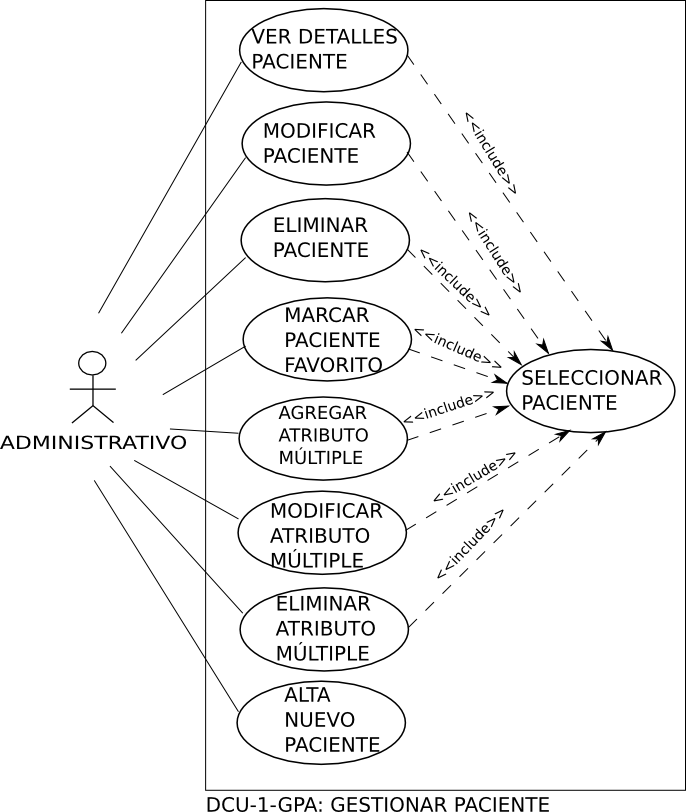 VER DETALLES
PACIENTE
<<include>>
MODIFICAR
PACIENTE
<<include>>
ELIMINAR
PACIENTE
<<include>>
MARCAR
PACIENTE
FAVORITO
<<include>>
SELECCIONAR
PACIENTE
AGREGAR
ATRIBUTO
MÚLTIPLE
<<include>>
ADMINISTRATIVO
MODIFICAR
ATRIBUTO
MÚLTIPLE
<<include>>
ELIMINAR
ATRIBUTO
MÚLTIPLE
<<include>>
ALTA
NUEVO
PACIENTE
DCU-1-GPA: GESTIONAR PACIENTE